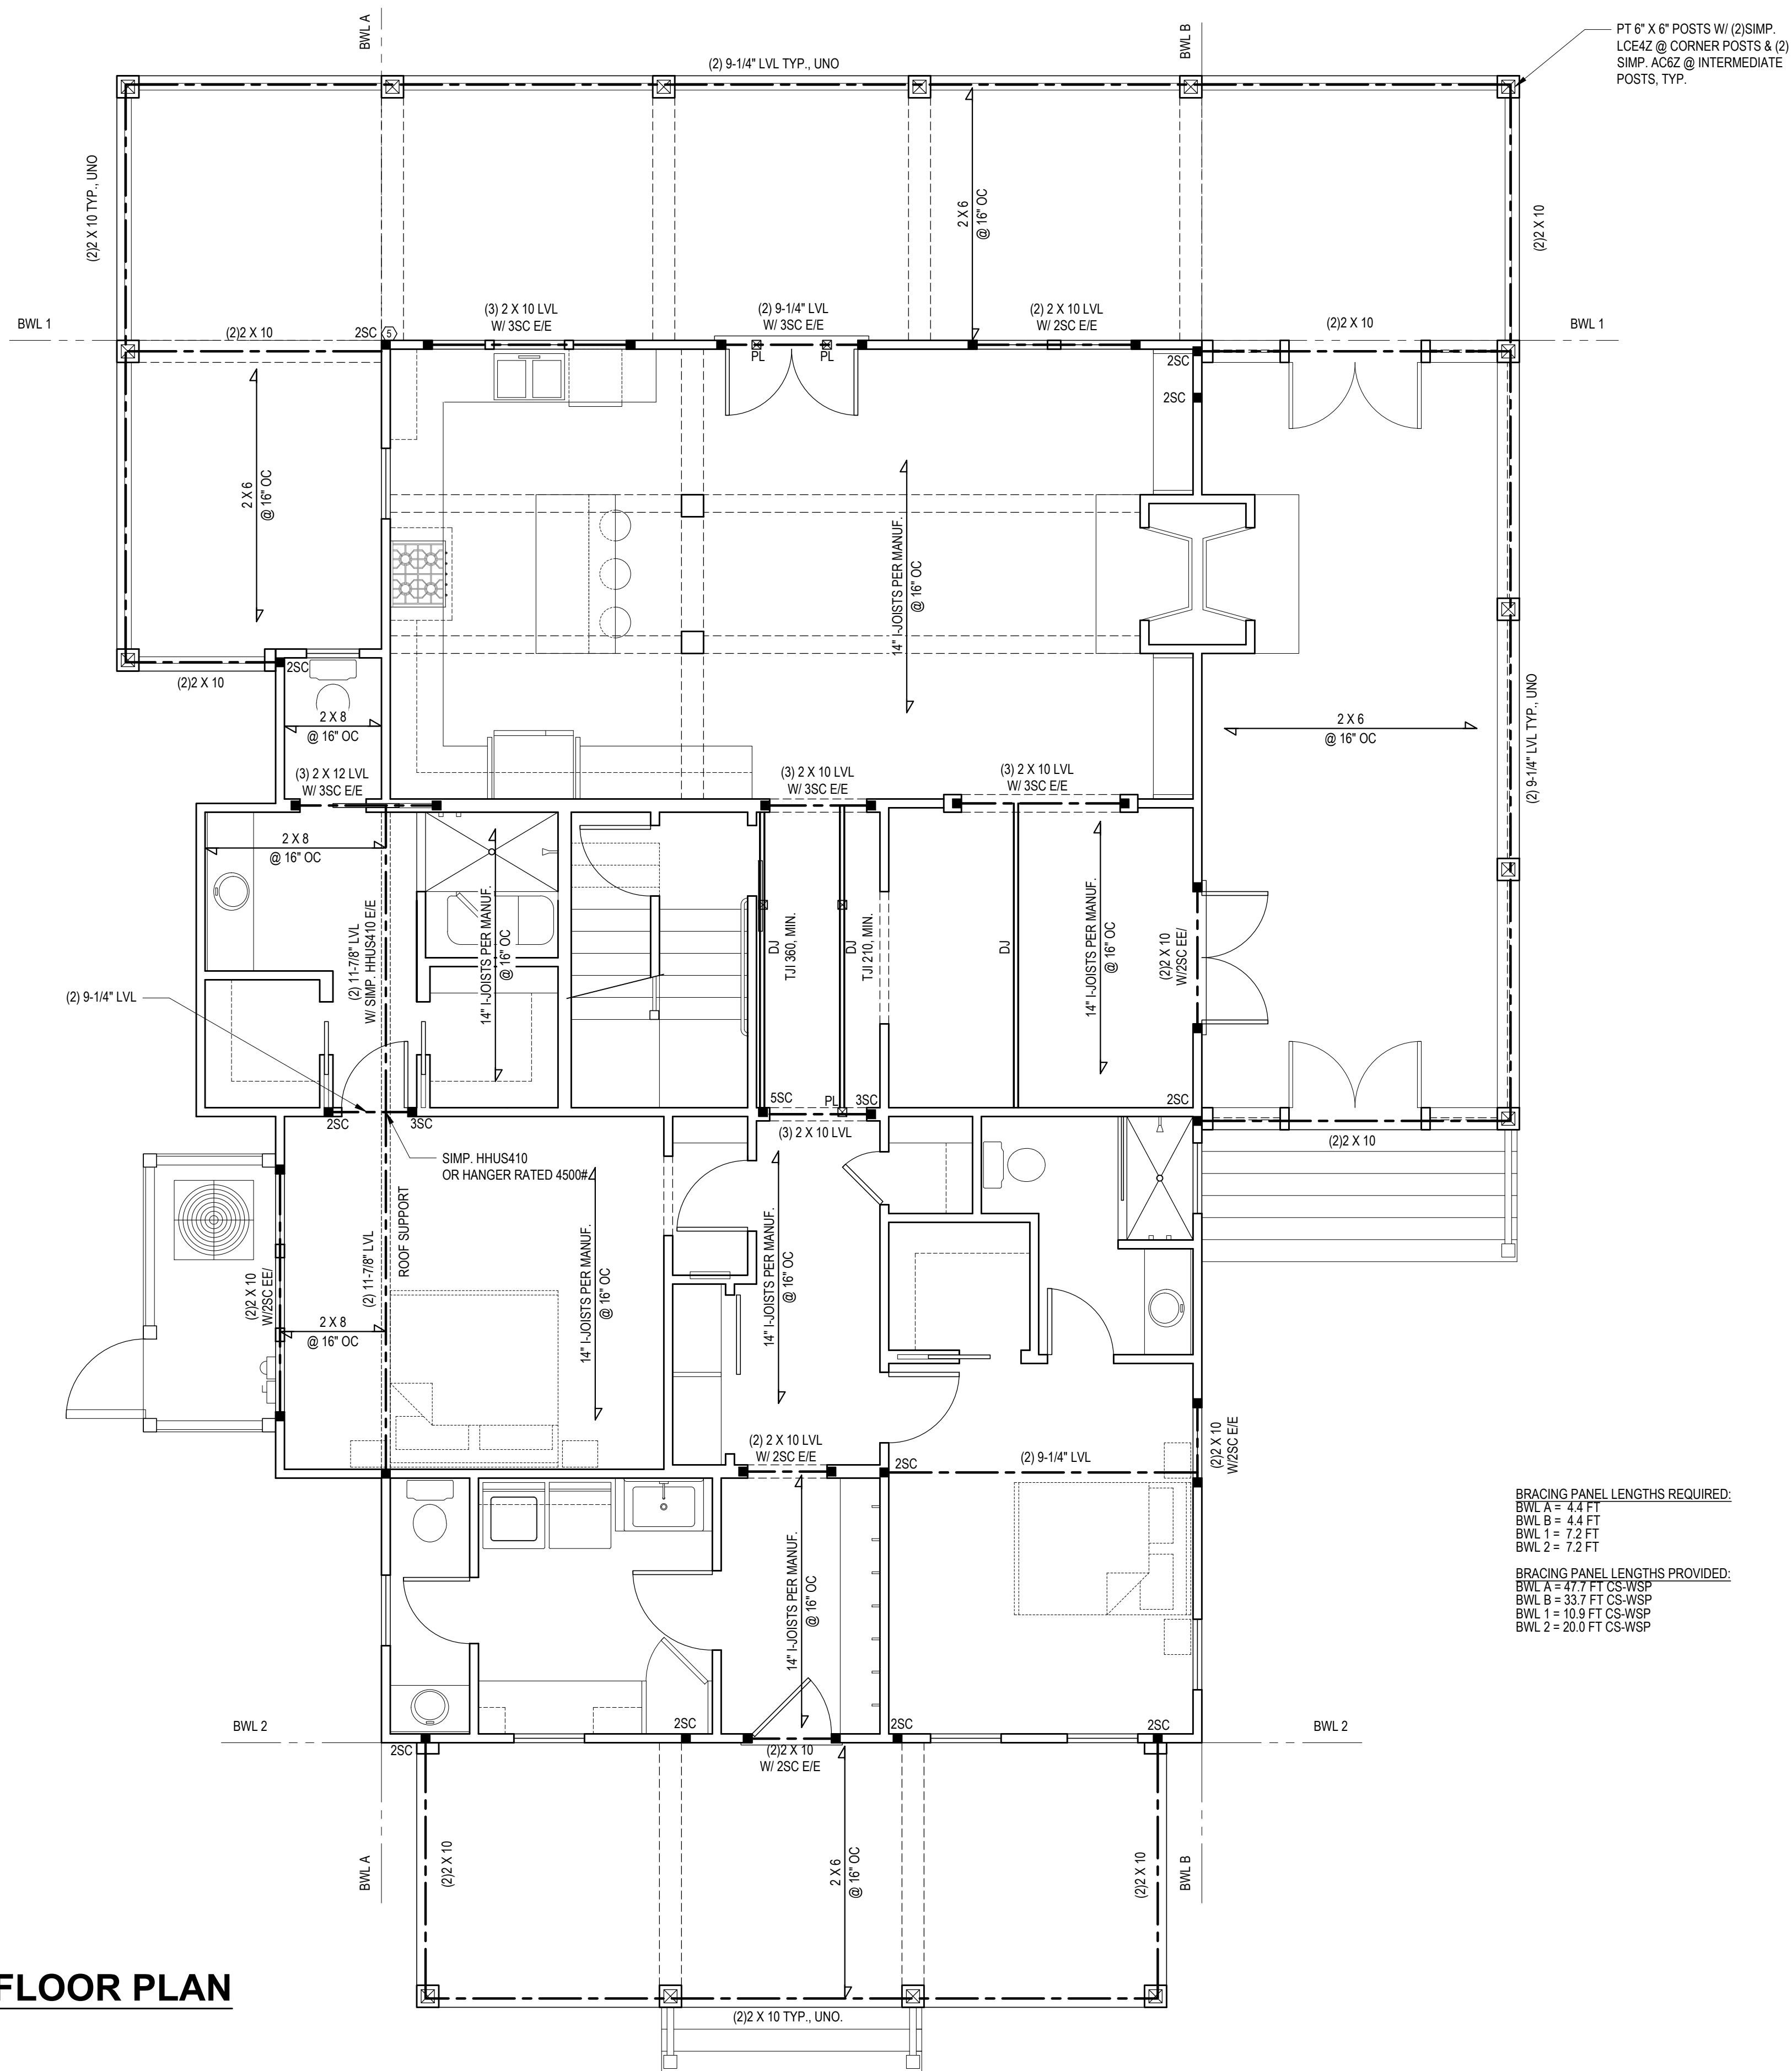 BWL A
BWL B
PT 6" X 6" POSTS W/ (2)SIMP.
LCE4Z @ CORNER POSTS & (2)
SIMP. AC6Z @ INTERMEDIATE
POSTS, TYP.
(2) 9-1/4" LVL TYP., UNO
(2)2 X 10 TYP., UNO
2 X 6
@ 16" OC
(2)2 X 10
BWL 1
(2)2 X 10
2SC
5
(3) 2 X 10 LVL
W/ 3SC E/E
(2) 9-1/4" LVL
W/ 3SC E/E
PL
PL
(2) 2 X 10 LVL
W/ 2SC E/E
(2)2 X 10
BWL 1
2SC
2SC
2 X 6
@ 16" OC
14" I-JOISTS PER MANUF.
@ 16" OC
2SC
(2)2 X 10
2 X 8
@ 16" OC
2 X 6
@ 16" OC
(2) 9-1/4" LVL TYP., UNO
(3) 2 X 12 LVL
W/ 3SC E/E
(3) 2 X 10 LVL
W/ 3SC E/E
(3) 2 X 10 LVL
W/ 3SC E/E
2 X 8
@ 16" OC
(2) 11-7/8" LVL
W/ SIMP. HHUS410 E/E
14" I-JOISTS PER MANUF.
@ 16" OC
DJ
TJI 360, MIN.
DJ
TJI 210, MIN.
DJ
14" I-JOISTS PER MANUF.
@ 16" OC
(2)2 X 10
W/2SC EE/
(2) 9-1/4" LVL
2SC
3SC
5SC
PL
3SC
2SC
(3) 2 X 10 LVL
(2)2 X 10
SIMP. HHUS410
OR HANGER RATED 4500#
(2)2 X 10
W/2SC EE/
(2) 11-7/8" LVL
ROOF SUPPORT
2 X 8
@ 16" OC
14" I-JOISTS PER MANUF.
@ 16" OC
14" I-JOISTS PER MANUF.
@ 16" OC
(2) 2 X 10 LVL
W/ 2SC E/E
2SC
(2) 9-1/4" LVL
(2)2 X 10
W/2SC E/E
BRACING PANEL LENGTHS REQUIRED:
BWL A = 4.4 FT
BWL B = 4.4 FT
BWL 1 = 7.2 FT
BWL 2 = 7.2 FT
BRACING PANEL LENGTHS PROVIDED:
BWL A = 47.7 FT CS-WSP
BWL B = 33.7 FT CS-WSP
BWL 1 = 10.9 FT CS-WSP
BWL 2 = 20.0 FT CS-WSP
14" I-JOISTS PER MANUF.
@ 16" OC
BWL 2
2SC
2SC
(2)2 X 10
W/ 2SC E/E
2SC
2SC
BWL 2
BWL A
(2)2 X 10
2 X 6
@ 16" OC
(2)2 X 10
BWL B
FLOOR PLAN
(2)2 X 10 TYP., UNO.